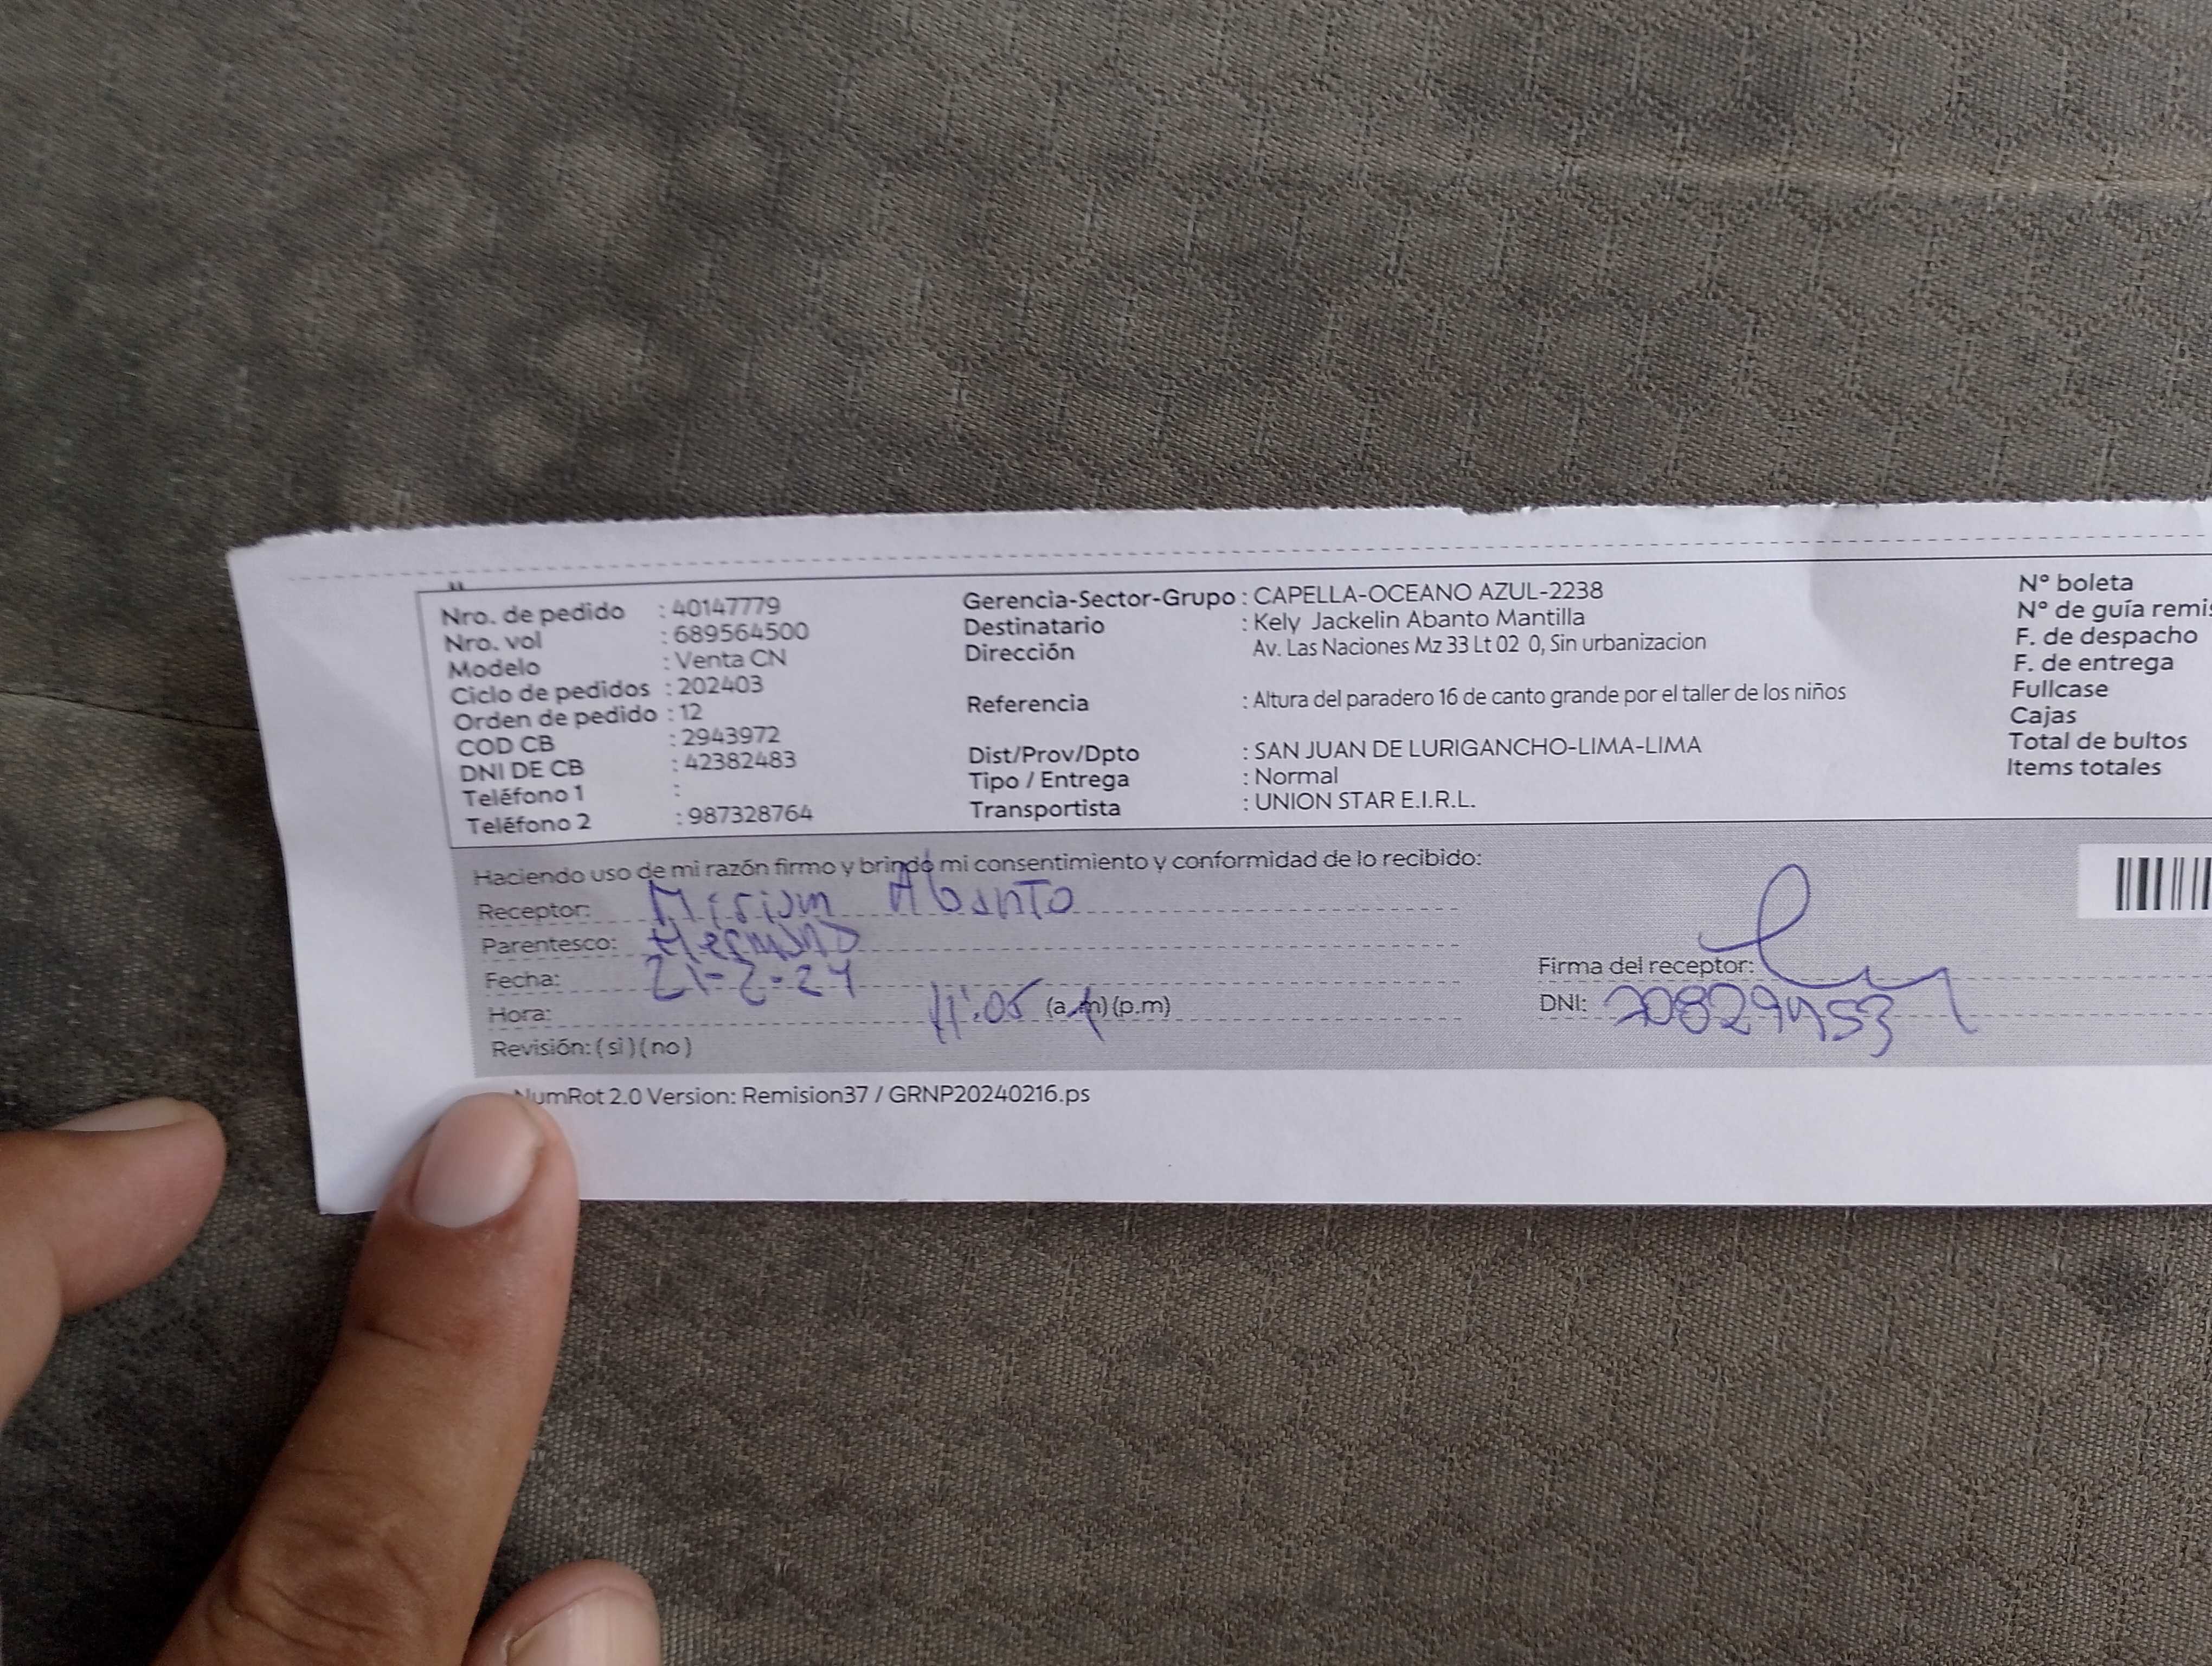 Nro. de pedido : 40147779
Nro. vol : 689564500
Modelo : Venta CN
Ciclo de pedidos : 202403
Orden de pedido : 12
COD CB : 2943972
DNI DE CB : 42382483
Teléfono 1 :
Teléfono 2 : 987328764
Gerencia-Sector-Grupo : CAPELLA-OCEANO AZUL-2238
Destinatario : Kely Jackelin Abanto Mantilla
Dirección Av. Las Naciones Mz 33 Lt 02 0, Sin urbanizacion
Referencia : Altura del paradero 16 de canto grande por el taller de los niños
Dist/Prov/Dpto : SAN JUAN DE LURIGANCHO-LIMA-LIMA
Tipo / Entrega : Normal
Transportista : UNION STAR E.I.R.L.
N° boleta
N° de guía remis
F. de despacho
F. de entrega
Fullcase
Cajas
Total de bultos
Items totales
Haciendo uso de mi razón firmo y brindo mi consentimiento y conformidad de lo recibido:
Receptor: Miriam Abanto
Parentesco: Hermana
Fecha: 21-2-24
Hora: 11:05 (a.m)(p.m)
Revisión: (si)(no)
Firma del receptor:
DNI:
NumRot 2.0 Version: Remision37 / GRNP20240216.ps